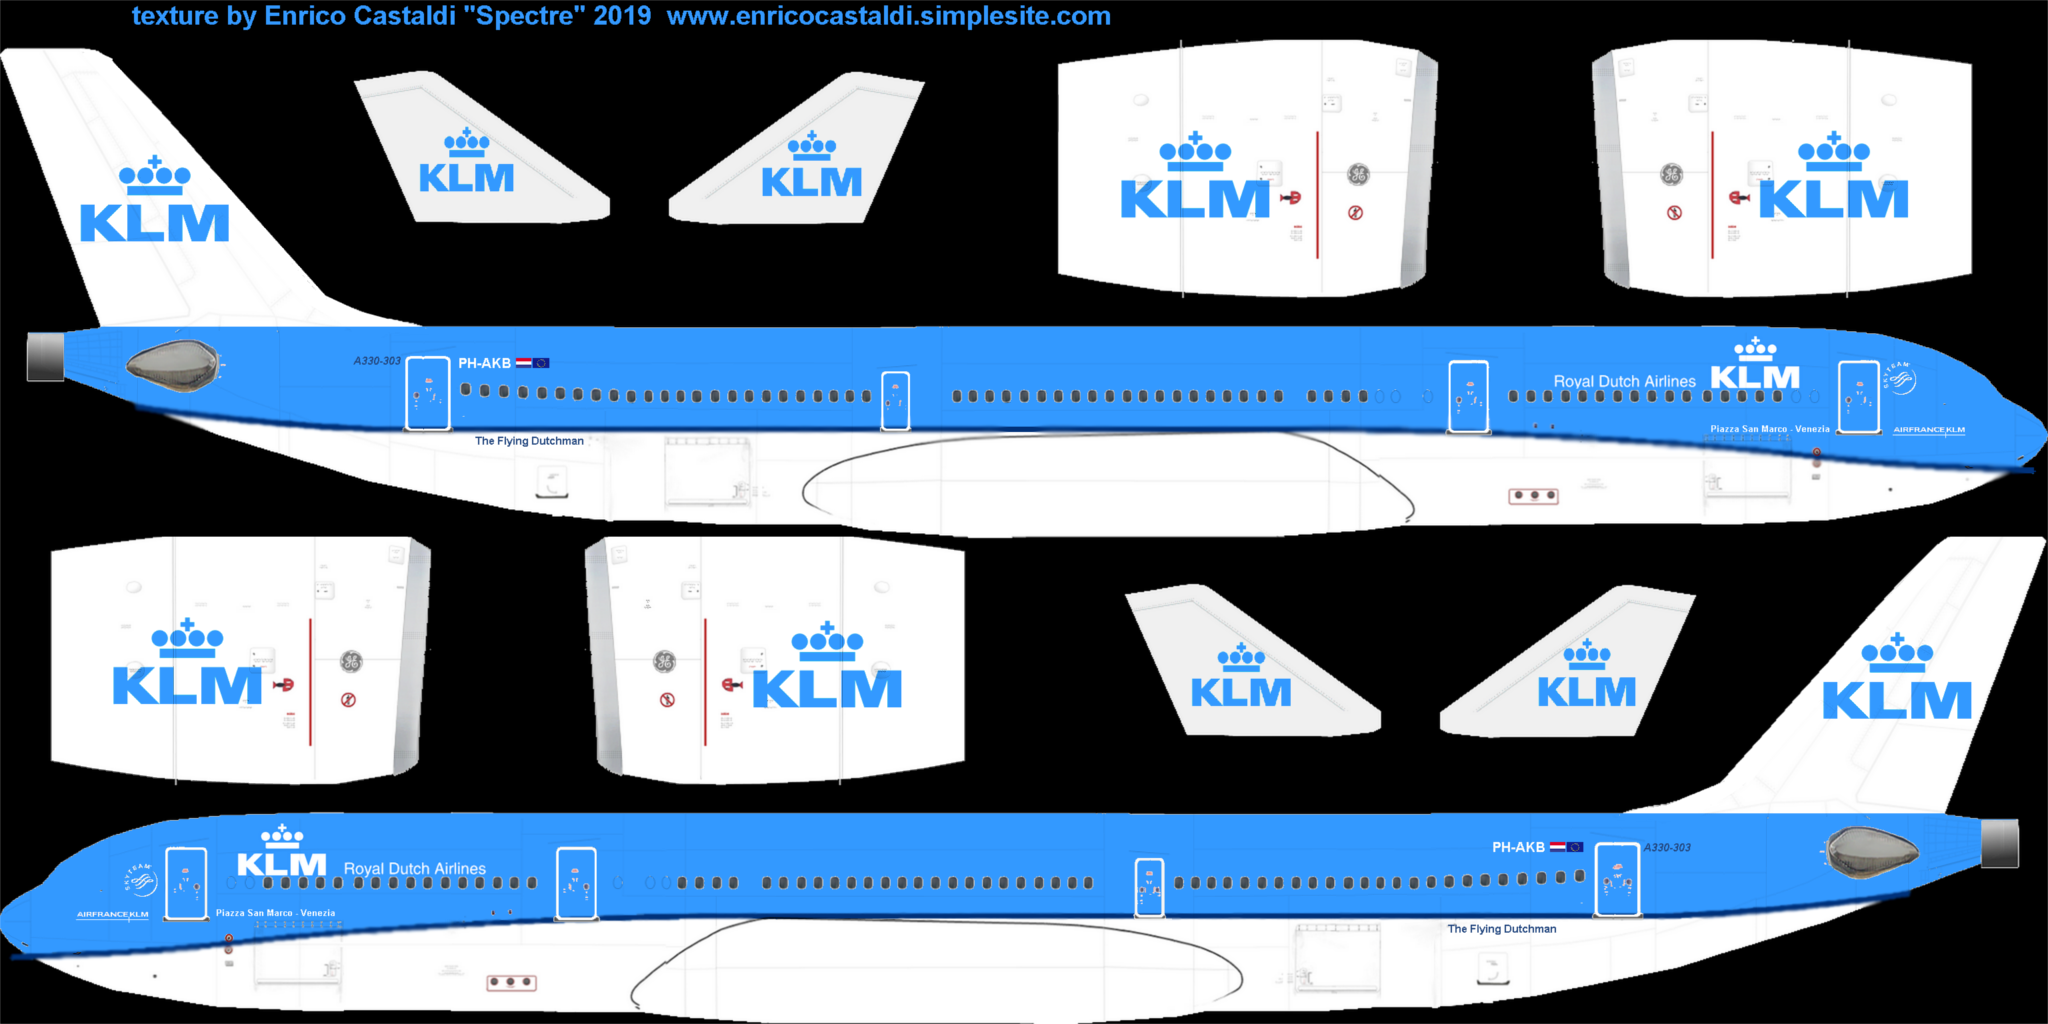 texture by Enrico Castaldi "Spectre" 2019 www.enricocastaldi.simplesite.com
KLM
KLM
KLM
KLM
KLM
A330-303
PH-AKB
Royal Dutch Airlines
KLM
SKYTEAM
The Flying Dutchman
Piazza San Marco - Venezia
AIRFRANCE KLM
KLM
KLM
KLM
KLM
KLM
SKYTEAM
KLM
Royal Dutch Airlines
PH-AKB
A330-303
AIRFRANCE KLM
Piazza San Marco - Venezia
The Flying Dutchman